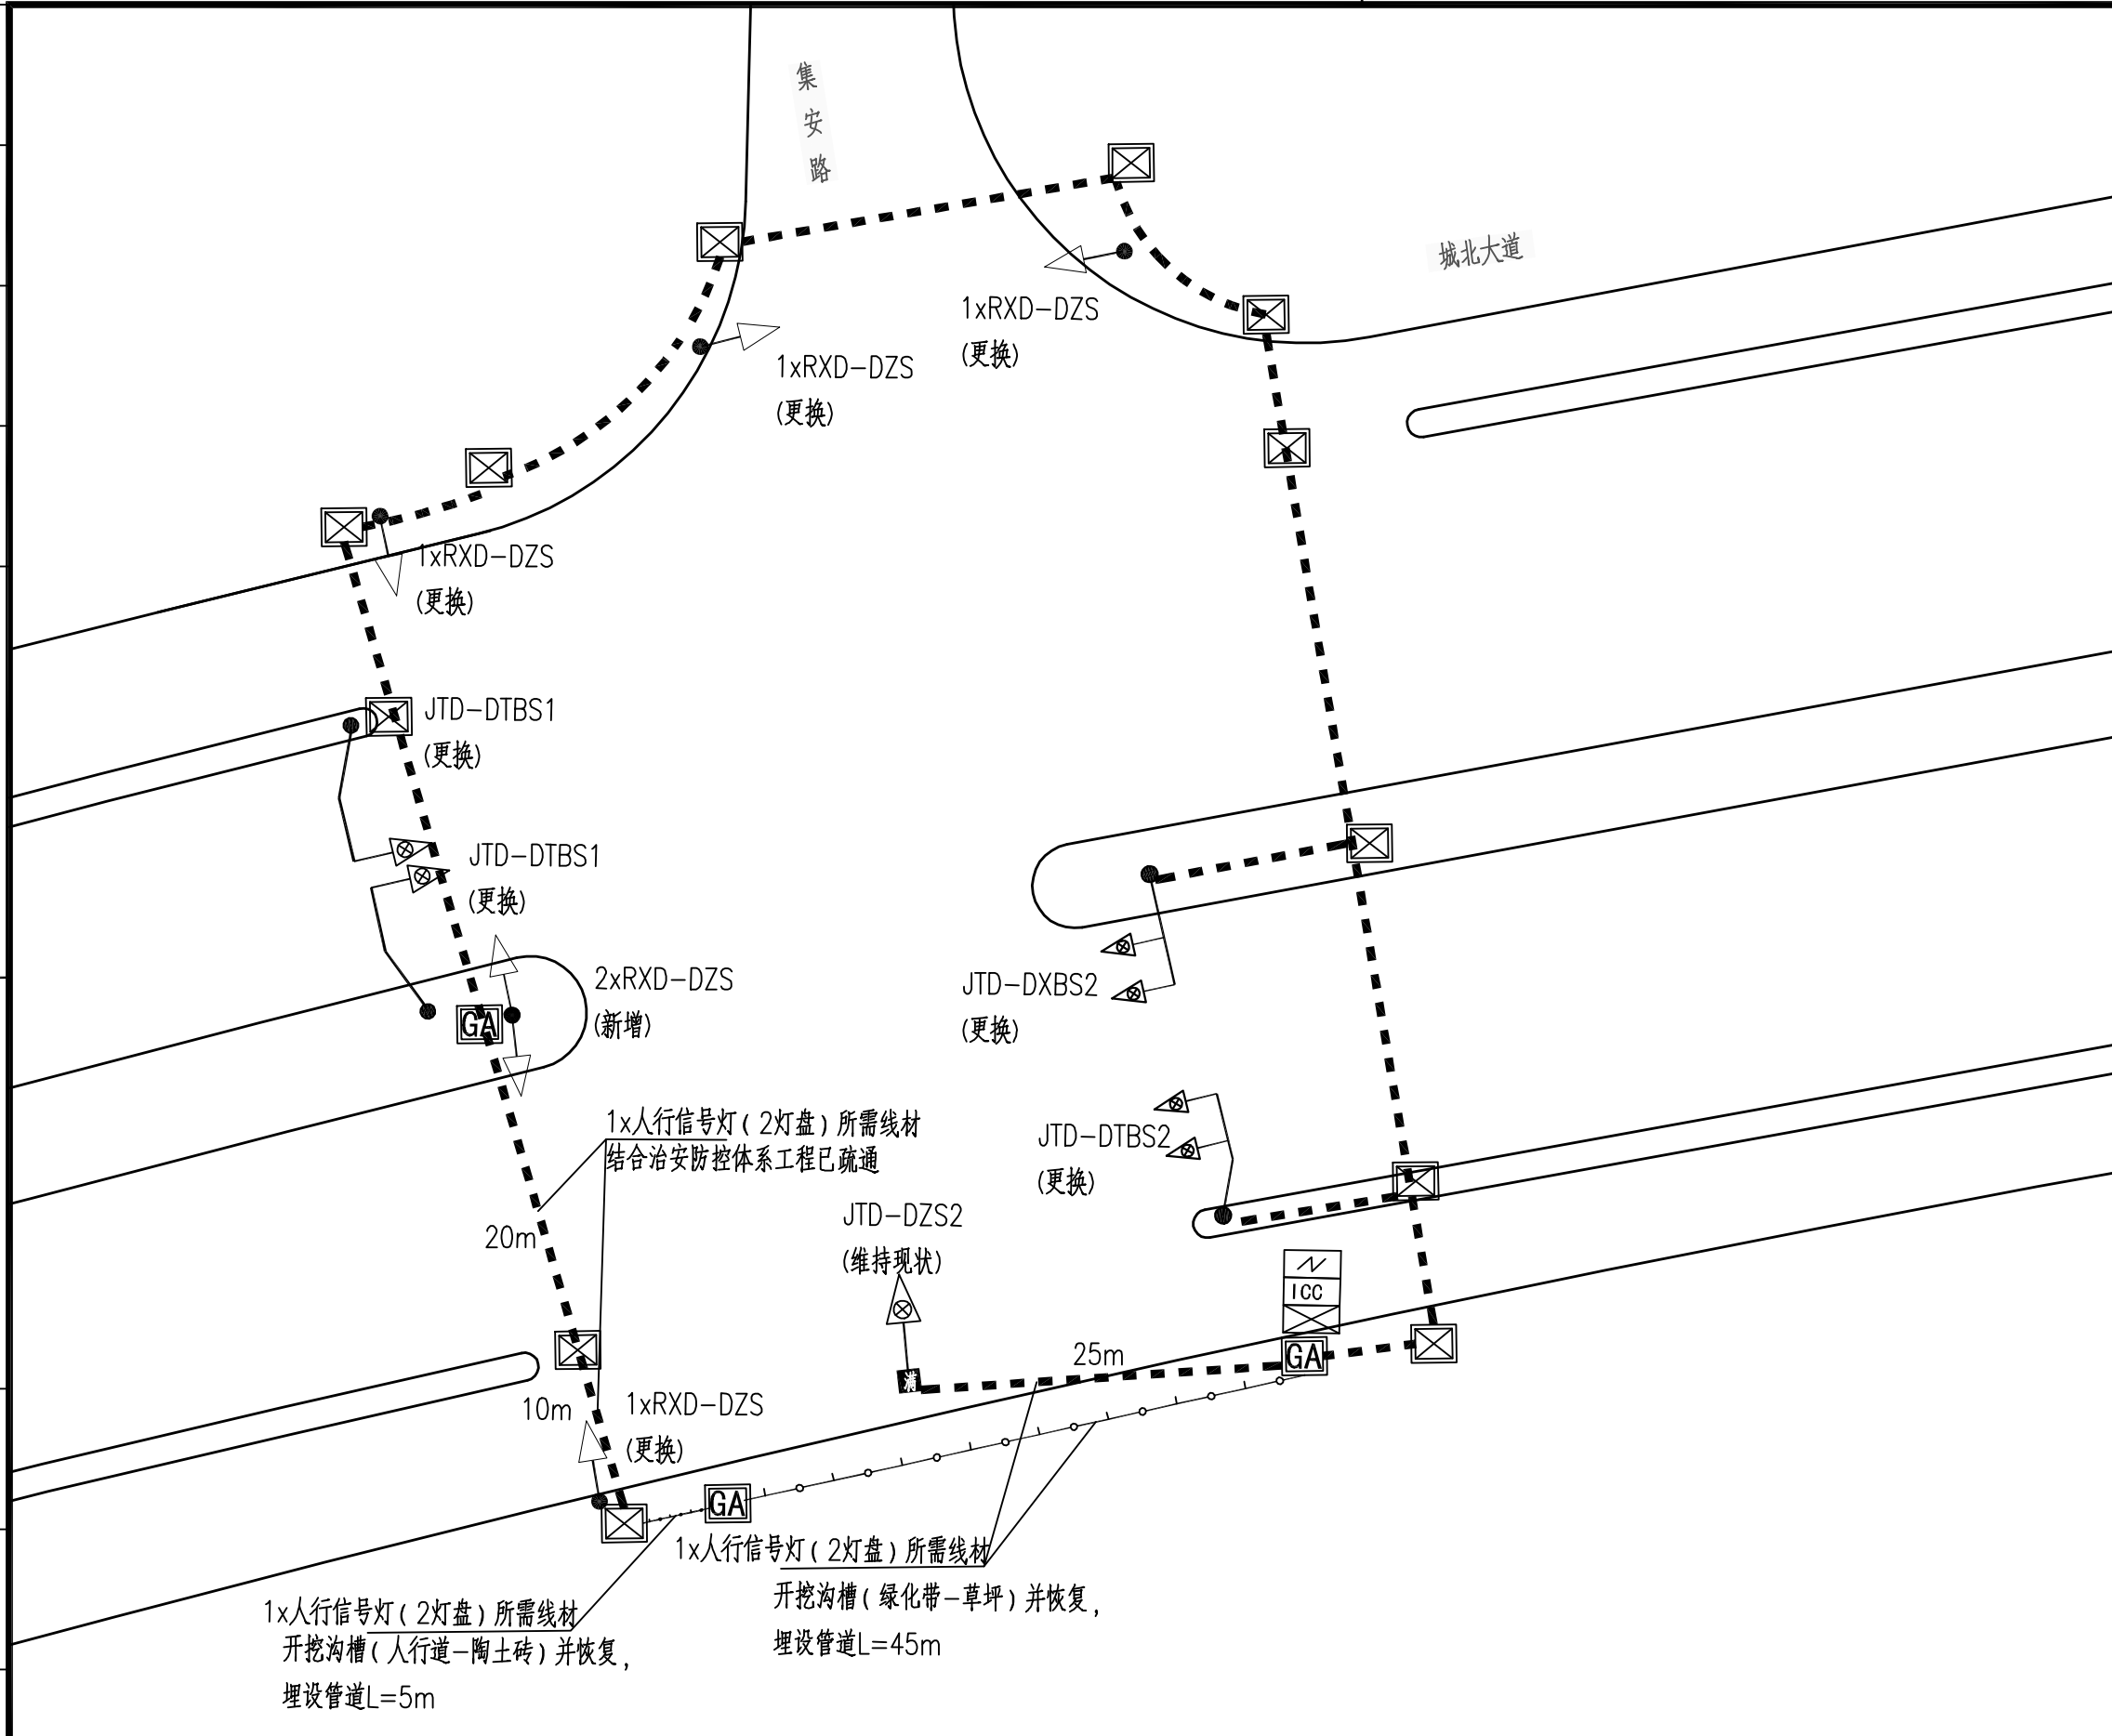 集安路
城北大道
1xRXD-DZS
(更换)
1xRXD-DZS
(更换)
1xRXD-DZS
(更换)
JTD-DTBS1
(更换)
JTD-DTBS1
(更换)
2xRXD-DZS
(新增)
JTD-DXBS2
(更换)
GA
1x人行信号灯(2灯盘)所需线材
结合治安防控体系工程已疏通
JTD-DTBS2
(更换)
20m
JTD-DZS2
(维持现状)
ICC
25m
GA
10m
1xRXD-DZS
(更换)
GA
1x人行信号灯(2灯盘)所需线材
开挖沟槽(绿化带-草坪)并恢复,
埋设管道L=45m
1x人行信号灯(2灯盘)所需线材
开挖沟槽(人行道-陶土砖)并恢复,
埋设管道L=5m